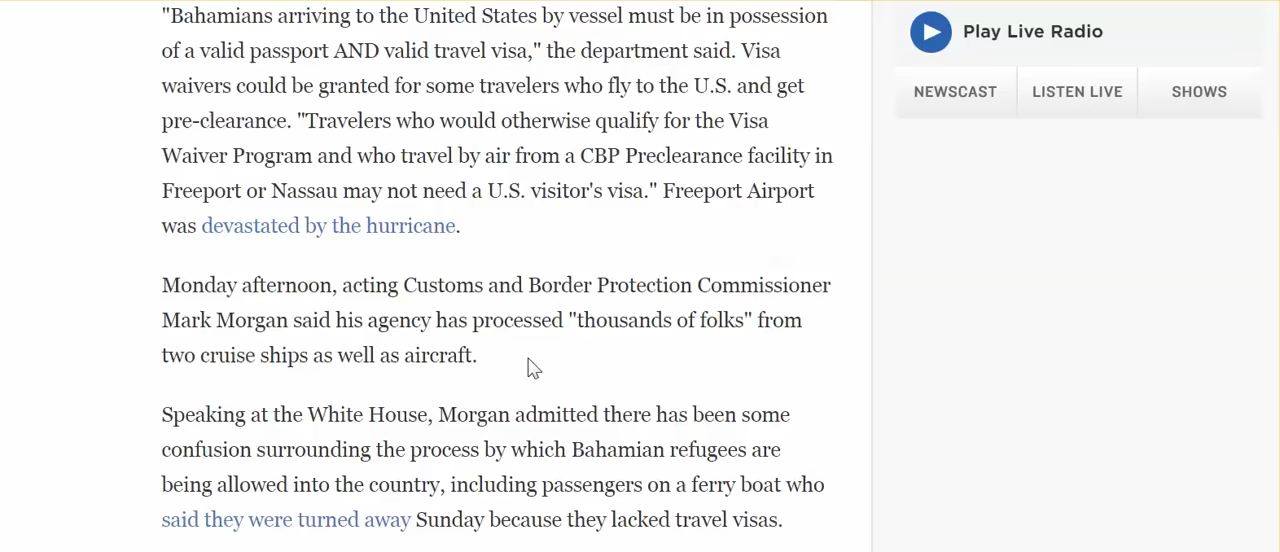 "Bahamians arriving to the United States by vessel must be in possession
of a valid passport AND valid travel visa," the department said. Visa
waivers could be granted for some travelers who fly to the U.S. and get
pre-clearance. "Travelers who would otherwise qualify for the Visa
Waiver Program and who travel by air from a CBP Preclearance facility in
Freeport or Nassau may not need a U.S. visitor's visa." Freeport Airport
was devastated by the hurricane.
Monday afternoon, acting Customs and Border Protection Commissioner
Mark Morgan said his agency has processed "thousands of folks" from
two cruise ships as well as aircraft.
Speaking at the White House, Morgan admitted there has been some
confusion surrounding the process by which Bahamian refugees are
being allowed into the country, including passengers on a ferry boat who
said they were turned away Sunday because they lacked travel visas.
Play Live Radio
NEWSCAST LISTEN LIVE SHOWS